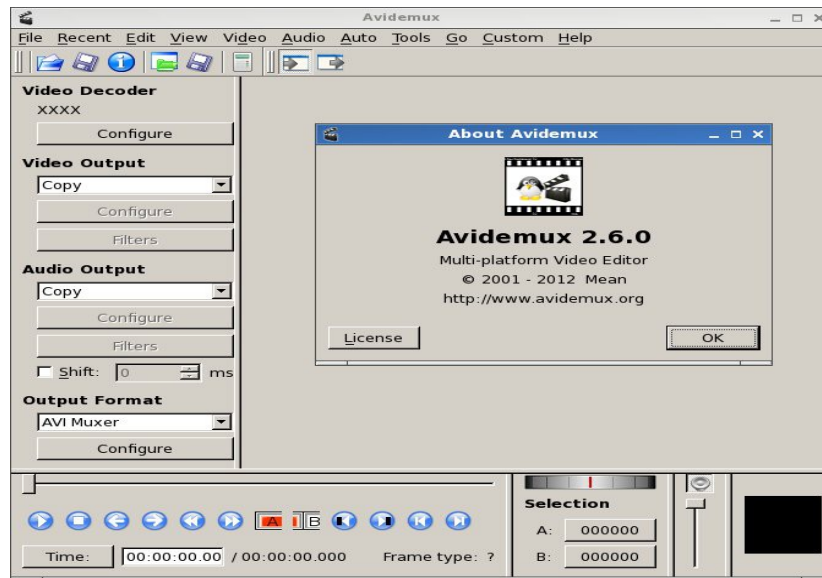 Avidemux
File Recent Edit View Video Audio Auto Tools Go Custom Help
Video Decoder
XXXX
Configure
Video Output
Copy
Configure
Filters
Audio Output
Copy
Configure
Filters
Shift: 0 ms
Output Format
AVI Muxer
Configure
About Avidemux
Avidemux 2.6.0
Multi-platform Video Editor
© 2001 - 2012 Mean
http://www.avidemux.org
License OK
A B
Time: 00:00:00.00 / 00:00:00.000 Frame type: ?
Selection
A: 000000
B: 000000